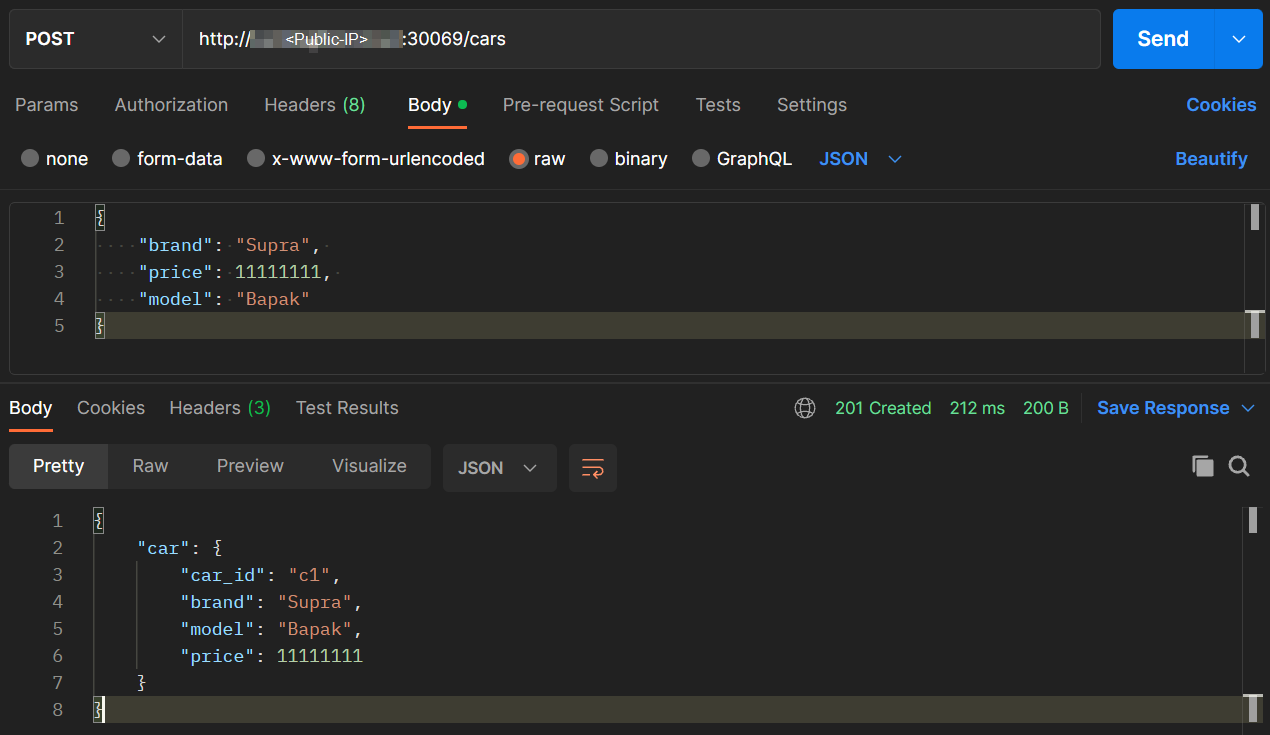 POST http://<Public-IP>:30069/cars Send
Params Authorization Headers (8) Body Pre-request Script Tests Settings Cookies
none form-data x-www-form-urlencoded raw binary GraphQL JSON Beautify
1 {
2 "brand": "Supra",
3 "price": 11111111,
4 "model": "Bapak"
5 }
Body Cookies Headers (3) Test Results 201 Created 212 ms 200 B Save Response
Pretty Raw Preview Visualize JSON
1 {
2 "car": {
3 "car_id": "c1",
4 "brand": "Supra",
5 "model": "Bapak",
6 "price": 11111111
7 }
8 }